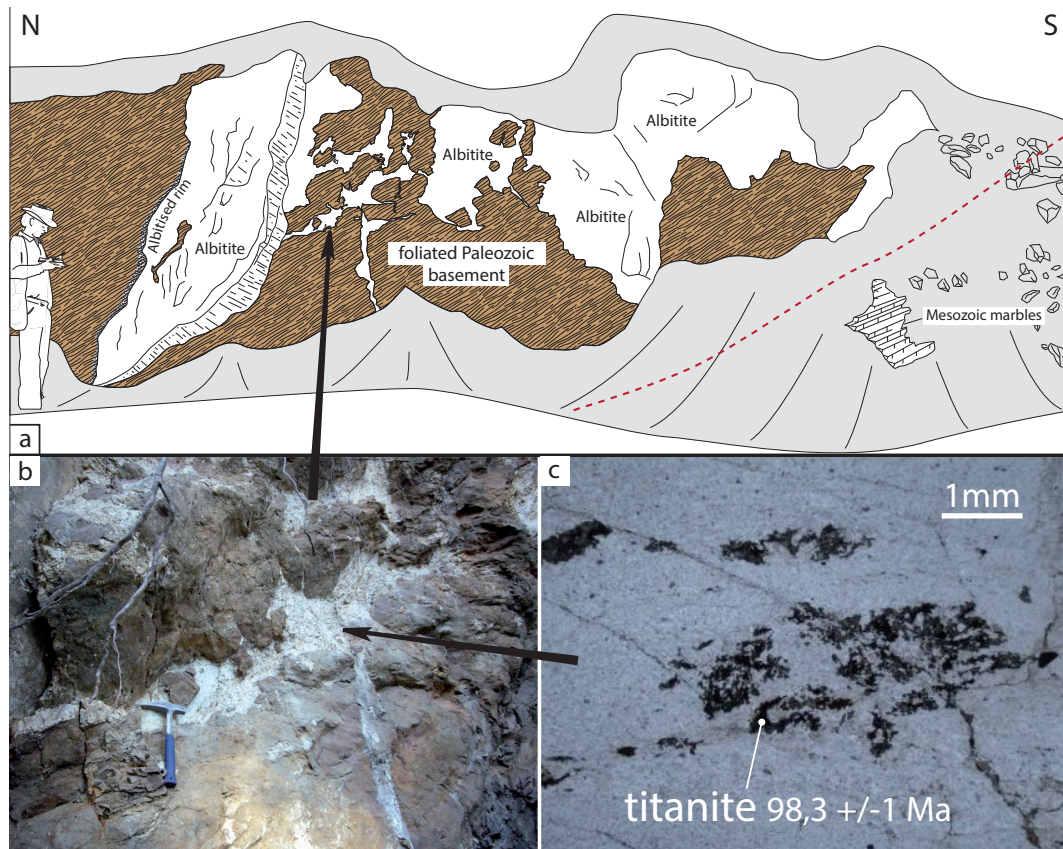 N
S
Albitite
Albitised rim
Albitite
Albitite
Albitite
foliated Paleozoic
basement
Mesozoic marbles
a
b
c
1mm
titanite 98,3 +/-1 Ma